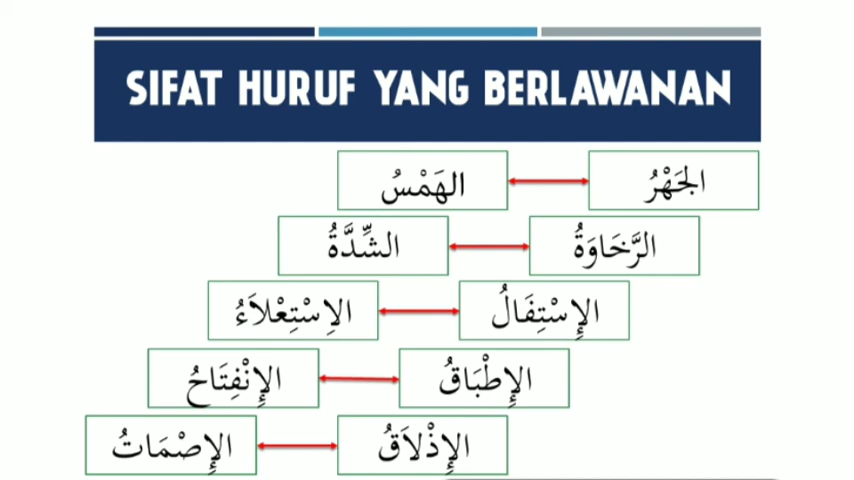 SIFAT HURUF YANG BERLAWANAN
الجَهْرُ الهَمْسُ
الرَّخَاوَةُ الشِّدَّةُ
الإِسْتِفَالُ الاِسْتِعْلاَءُ
الإِطْبَاقُ الإِنْفِتَاحُ
الإِذْلاَقُ الإِصْمَاتُ